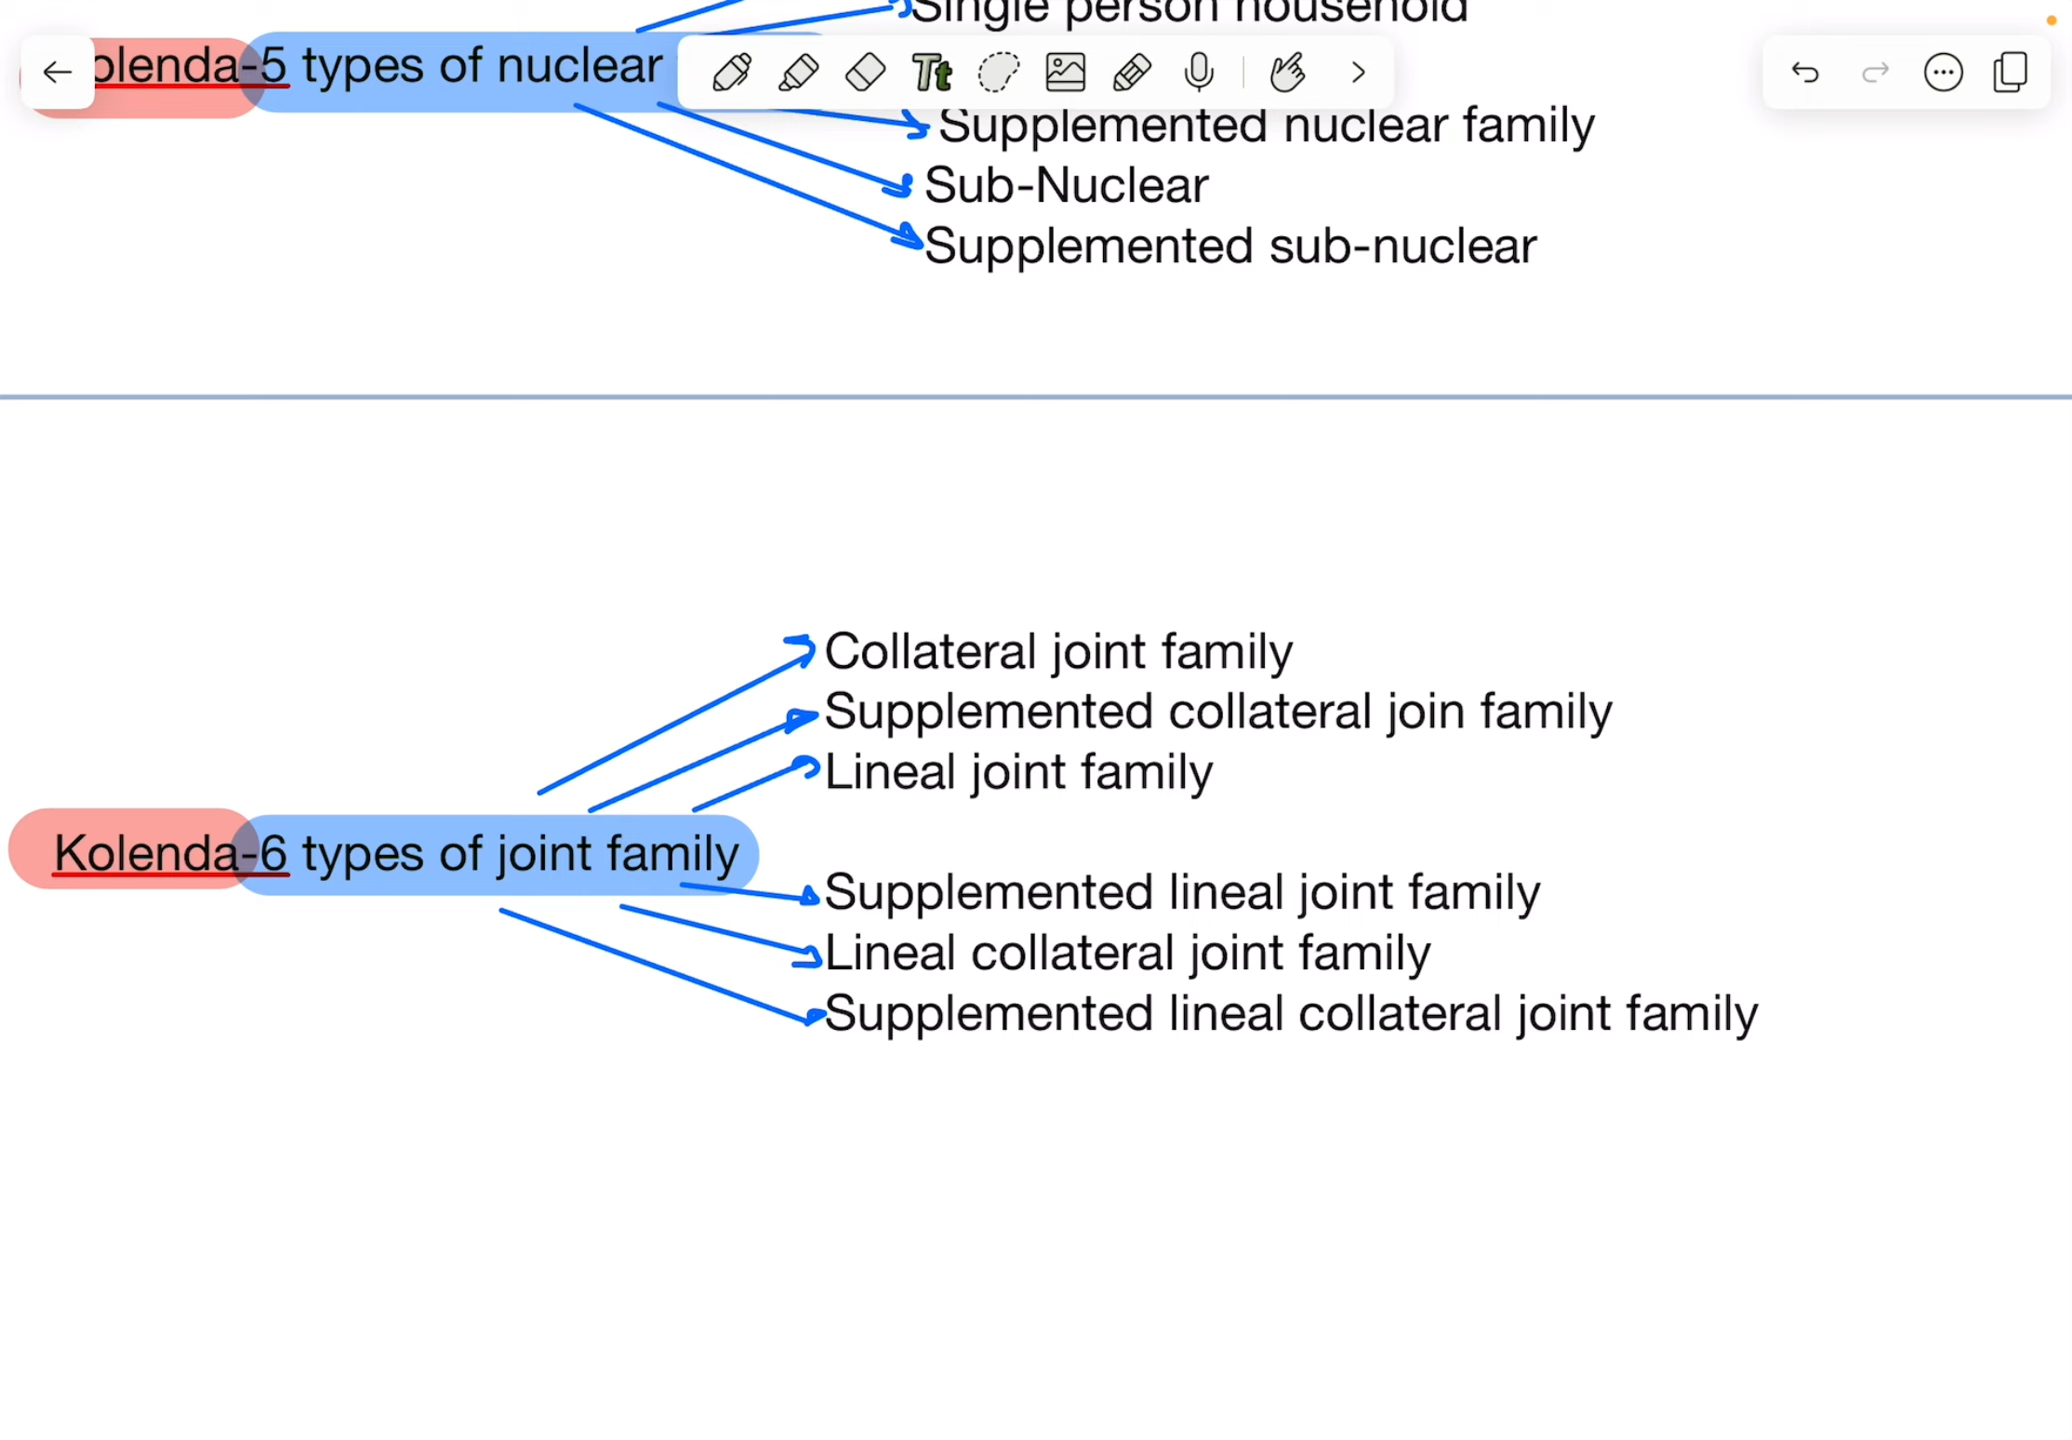 Single person household
olenda-5 types of nuclear
Tt
Supplemented nuclear family
Sub-Nuclear
Supplemented sub-nuclear
Collateral joint family
Supplemented collateral join family
Lineal joint family
Kolenda-6 types of joint family
Supplemented lineal joint family
Lineal collateral joint family
Supplemented lineal collateral joint family